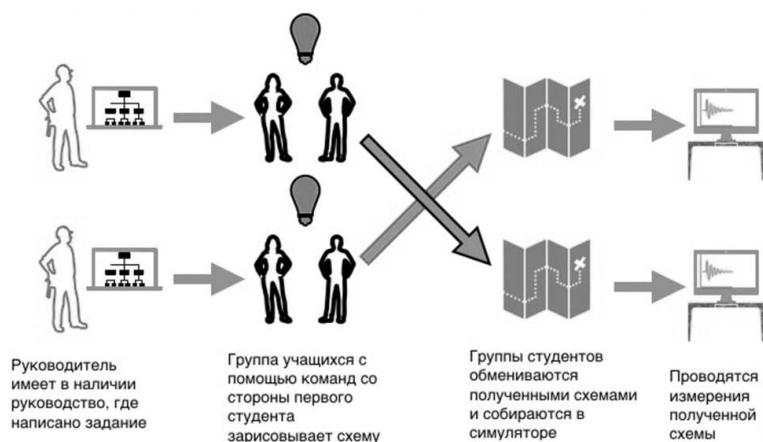 Руководитель
имеет в наличии
руководство, где
написано задание
Группа учащихся с
помощью команд со
стороны первого
студента
зарисовывает схему
Группы студентов
обмениваются
полученными схемами
и собираются в
симуляторе
Проводятся
измерения
полученной
схемы